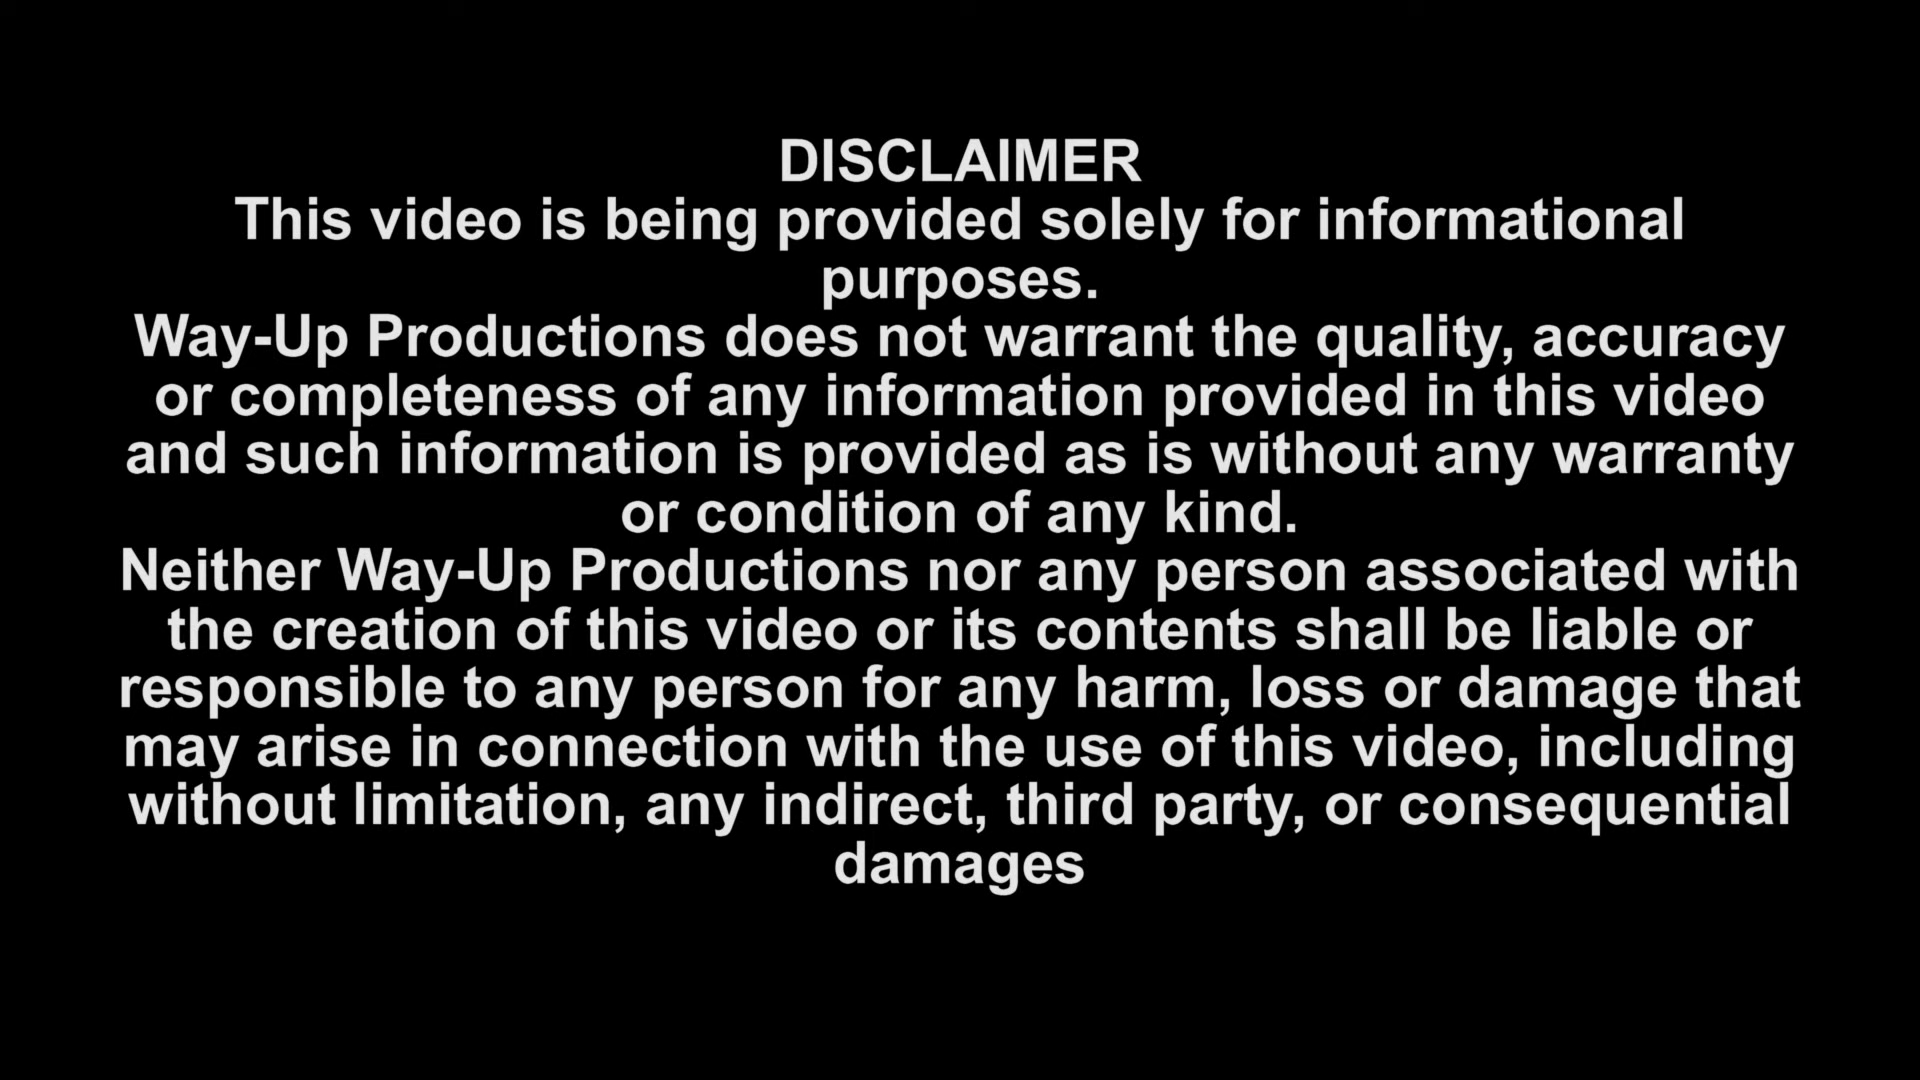 DISCLAIMER
This video is being provided solely for informational
purposes.
Way-Up Productions does not warrant the quality, accuracy
or completeness of any information provided in this video
and such information is provided as is without any warranty
or condition of any kind.
Neither Way-Up Productions nor any person associated with
the creation of this video or its contents shall be liable or
responsible to any person for any harm, loss or damage that
may arise in connection with the use of this video, including
without limitation, any indirect, third party, or consequential
damages